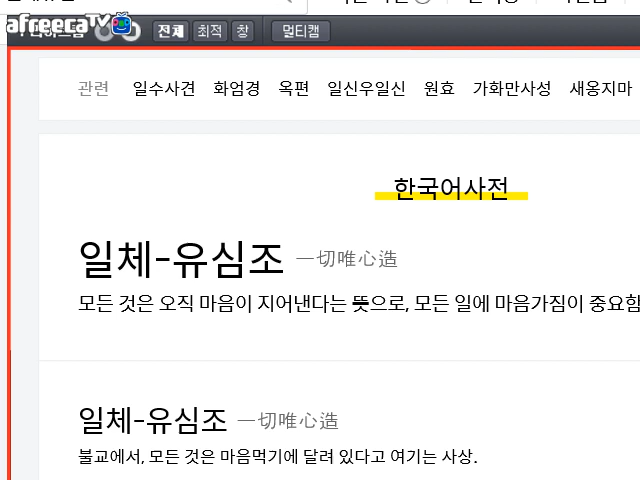 afreecaTV
전체 최적 창 멀티캠
관련 일수사견 화엄경 옥편 일신우일신 원효 가화만사성 새옹지마
한국어사전
일체-유심조 一切唯心造
모든 것은 오직 마음이 지어낸다는 뜻으로, 모든 일에 마음가짐이 중요함
일체-유심조 一切唯心造
불교에서, 모든 것은 마음먹기에 달려 있다고 여기는 사상.